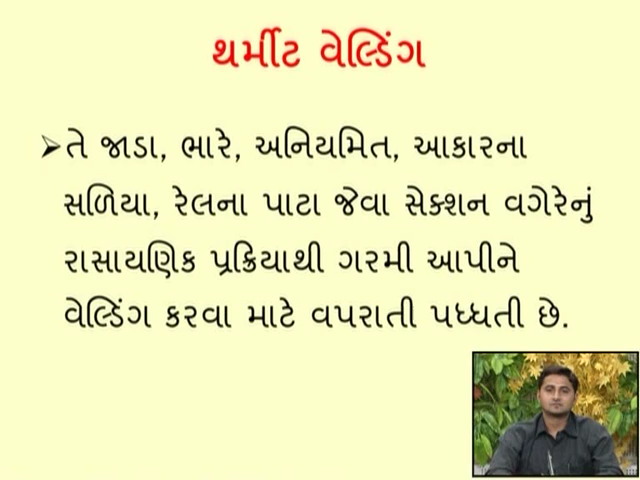 થર્મીટ વેલ્ડિંગ
➢તે જાડા, ભારે, અનિયમિત, આકારના
સળિયા, રેલના પાટા જેવા સેક્શન વગેરેનું
રાસાયણિક પ્રક્રિયાથી ગરમી આપીને
વેલ્ડિંગ કરવા માટે વપરાતી પધ્ધતી છે.